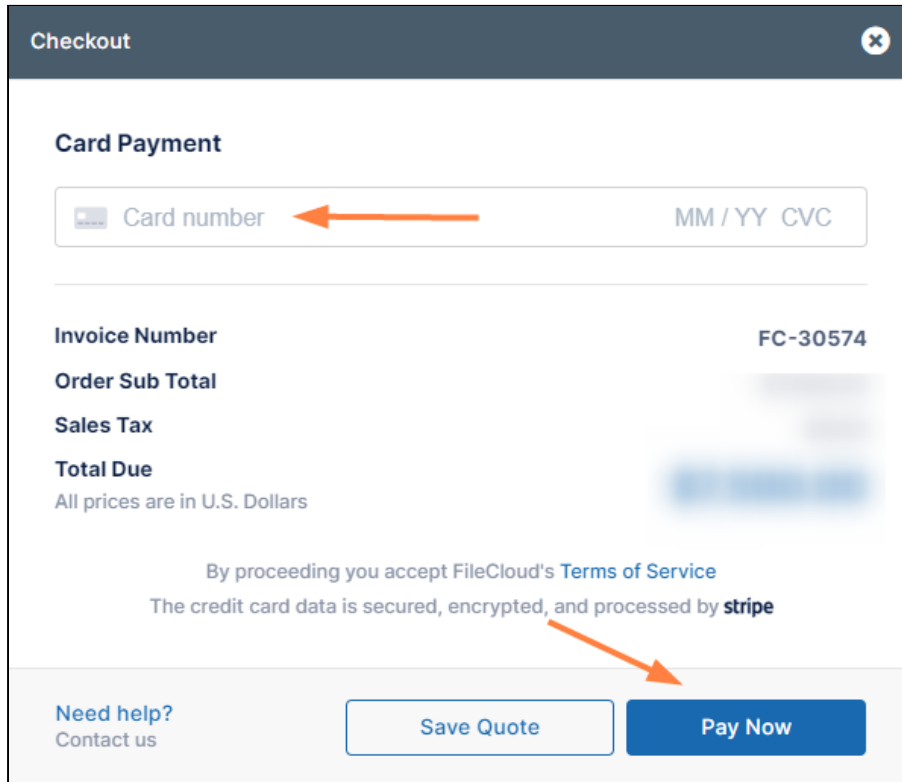 Checkout
Card Payment
Card number MM / YY CVC
Invoice Number FC-30574
Order Sub Total
Sales Tax
Total Due
All prices are in U.S. Dollars
By proceeding you accept FileCloud's Terms of Service
The credit card data is secured, encrypted, and processed by stripe
Need help?
Contact us
Save Quote
Pay Now